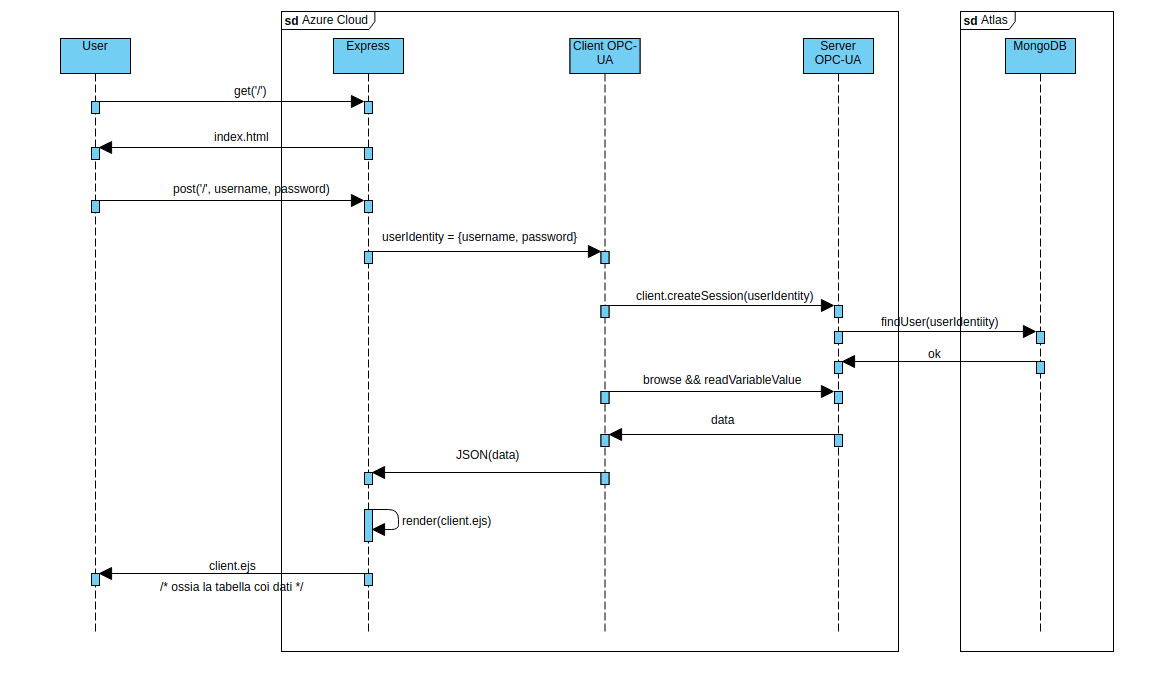 sd Azure Cloud
sd Atlas
User
Express
Client OPC-
UA
Server
OPC-UA
MongoDB
get('/')
index.html
post('/', username, password)
userIdentity = {username, password}
client.createSession(userIdentity)
findUser(userIdentiity)
ok
browse && readVariableValue
data
JSON(data)
render(client.ejs)
client.ejs
/* ossia la tabella coi dati */